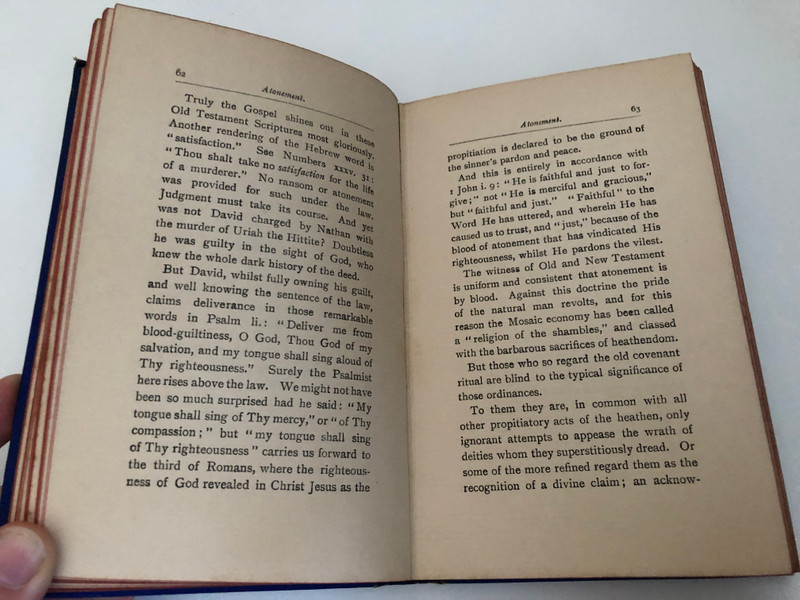 62
Atonement.
Truly the Gospel shines out in these
Old Testament Scriptures most gloriously.
Another rendering of the Hebrew word is
"satisfaction." See Numbers xxxv. 31:
"Thou shalt take no satisfaction for the life
of a murderer." No ransom or atonement
was provided for such under the law.
Judgment must take its course. And yet
was not David charged by Nathan with
the murder of Uriah the Hittite? Doubtless
he was guilty in the sight of God, who
knew the whole dark history of the deed.
But David, whilst fully owning his guilt,
and well knowing the sentence of the law,
claims deliverance in those remarkable
words in Psalm li.: "Deliver me from
blood-guiltiness, O God, Thou God of my
salvation, and my tongue shall sing aloud of
Thy righteousness." Surely the Psalmist
here rises above the law. We might not have
been so much surprised had he said: "My
tongue shall sing of Thy mercy," or "of Thy
compassion;" but "my tongue shall sing
of Thy righteousness" carries us forward to
the third of Romans, where the righteous-
ness of God revealed in Christ Jesus as the
Atonement.
63
propitiation is declared to be the ground of
the sinner's pardon and peace.
And this is entirely in accordance with
1 John i. 9: "He is faithful and just to for-
give;" not "He is merciful and gracious,"
but "faithful and just." "Faithful" to the
Word He has uttered, and wherein He has
caused us to trust, and "just," because of the
blood of atonement that has vindicated His
righteousness, whilst He pardons the vilest.
The witness of Old and New Testament
is uniform and consistent that atonement is
by blood. Against this doctrine the pride
of the natural man revolts, and for this
reason the Mosaic economy has been called
a "religion of the shambles," and classed
with the barbarous sacrifices of heathendom.
But those who so regard the old covenant
ritual are blind to the typical significance of
those ordinances.
To them they are, in common with all
other propitiatory acts of the heathen, only
ignorant attempts to appease the wrath of
deities whom they superstitiously dread. Or
some of the more refined regard them as the
recognition of a divine claim; an acknow-